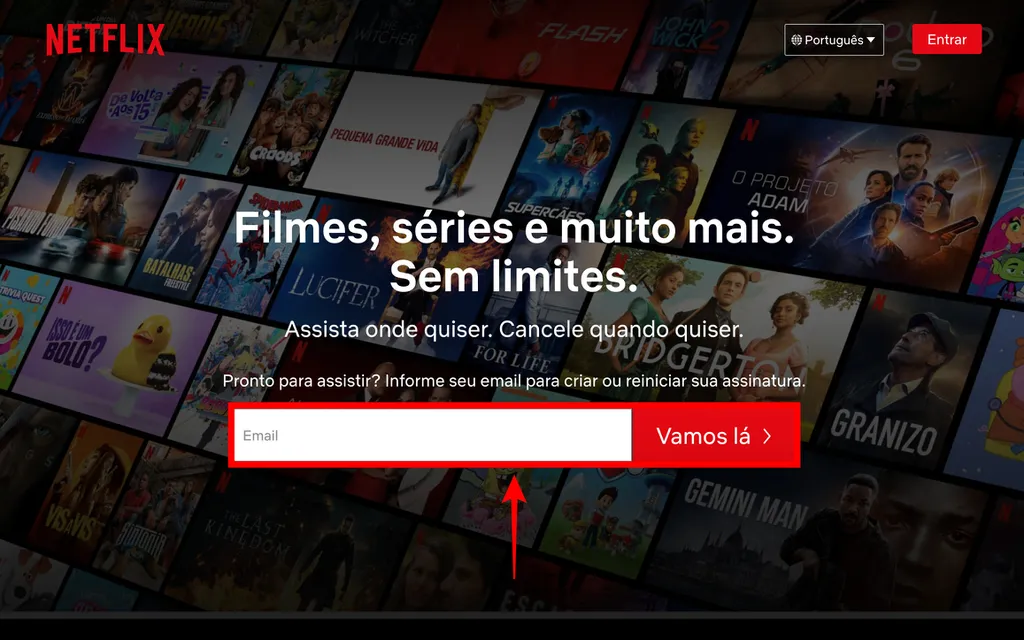 NETFLIX
Português
Entrar
HERÓIS
THE
WITCHER
FLASH
JOHN
WICK 2
DE VOLTA
AOS 15
CROODS
PEQUENA GRANDE VIDA
SUPERCÃES
O PROJETO
ADAM
BATALHAS
FREESTYLE
LUCIFER
Filmes, séries e muito mais.
Sem limites.
TRIVIA QUEST
ISSO É UM
BOLO?
FOR LIFE
BRIDGERTON
Assista onde quiser. Cancele quando quiser.
Pronto para assistir? Informe seu email para criar ou reiniciar sua assinatura.
Email
Vamos lá >
GRANIZO
VIS A VIS
THE LAST
KINGDOM
GEMINI MAN